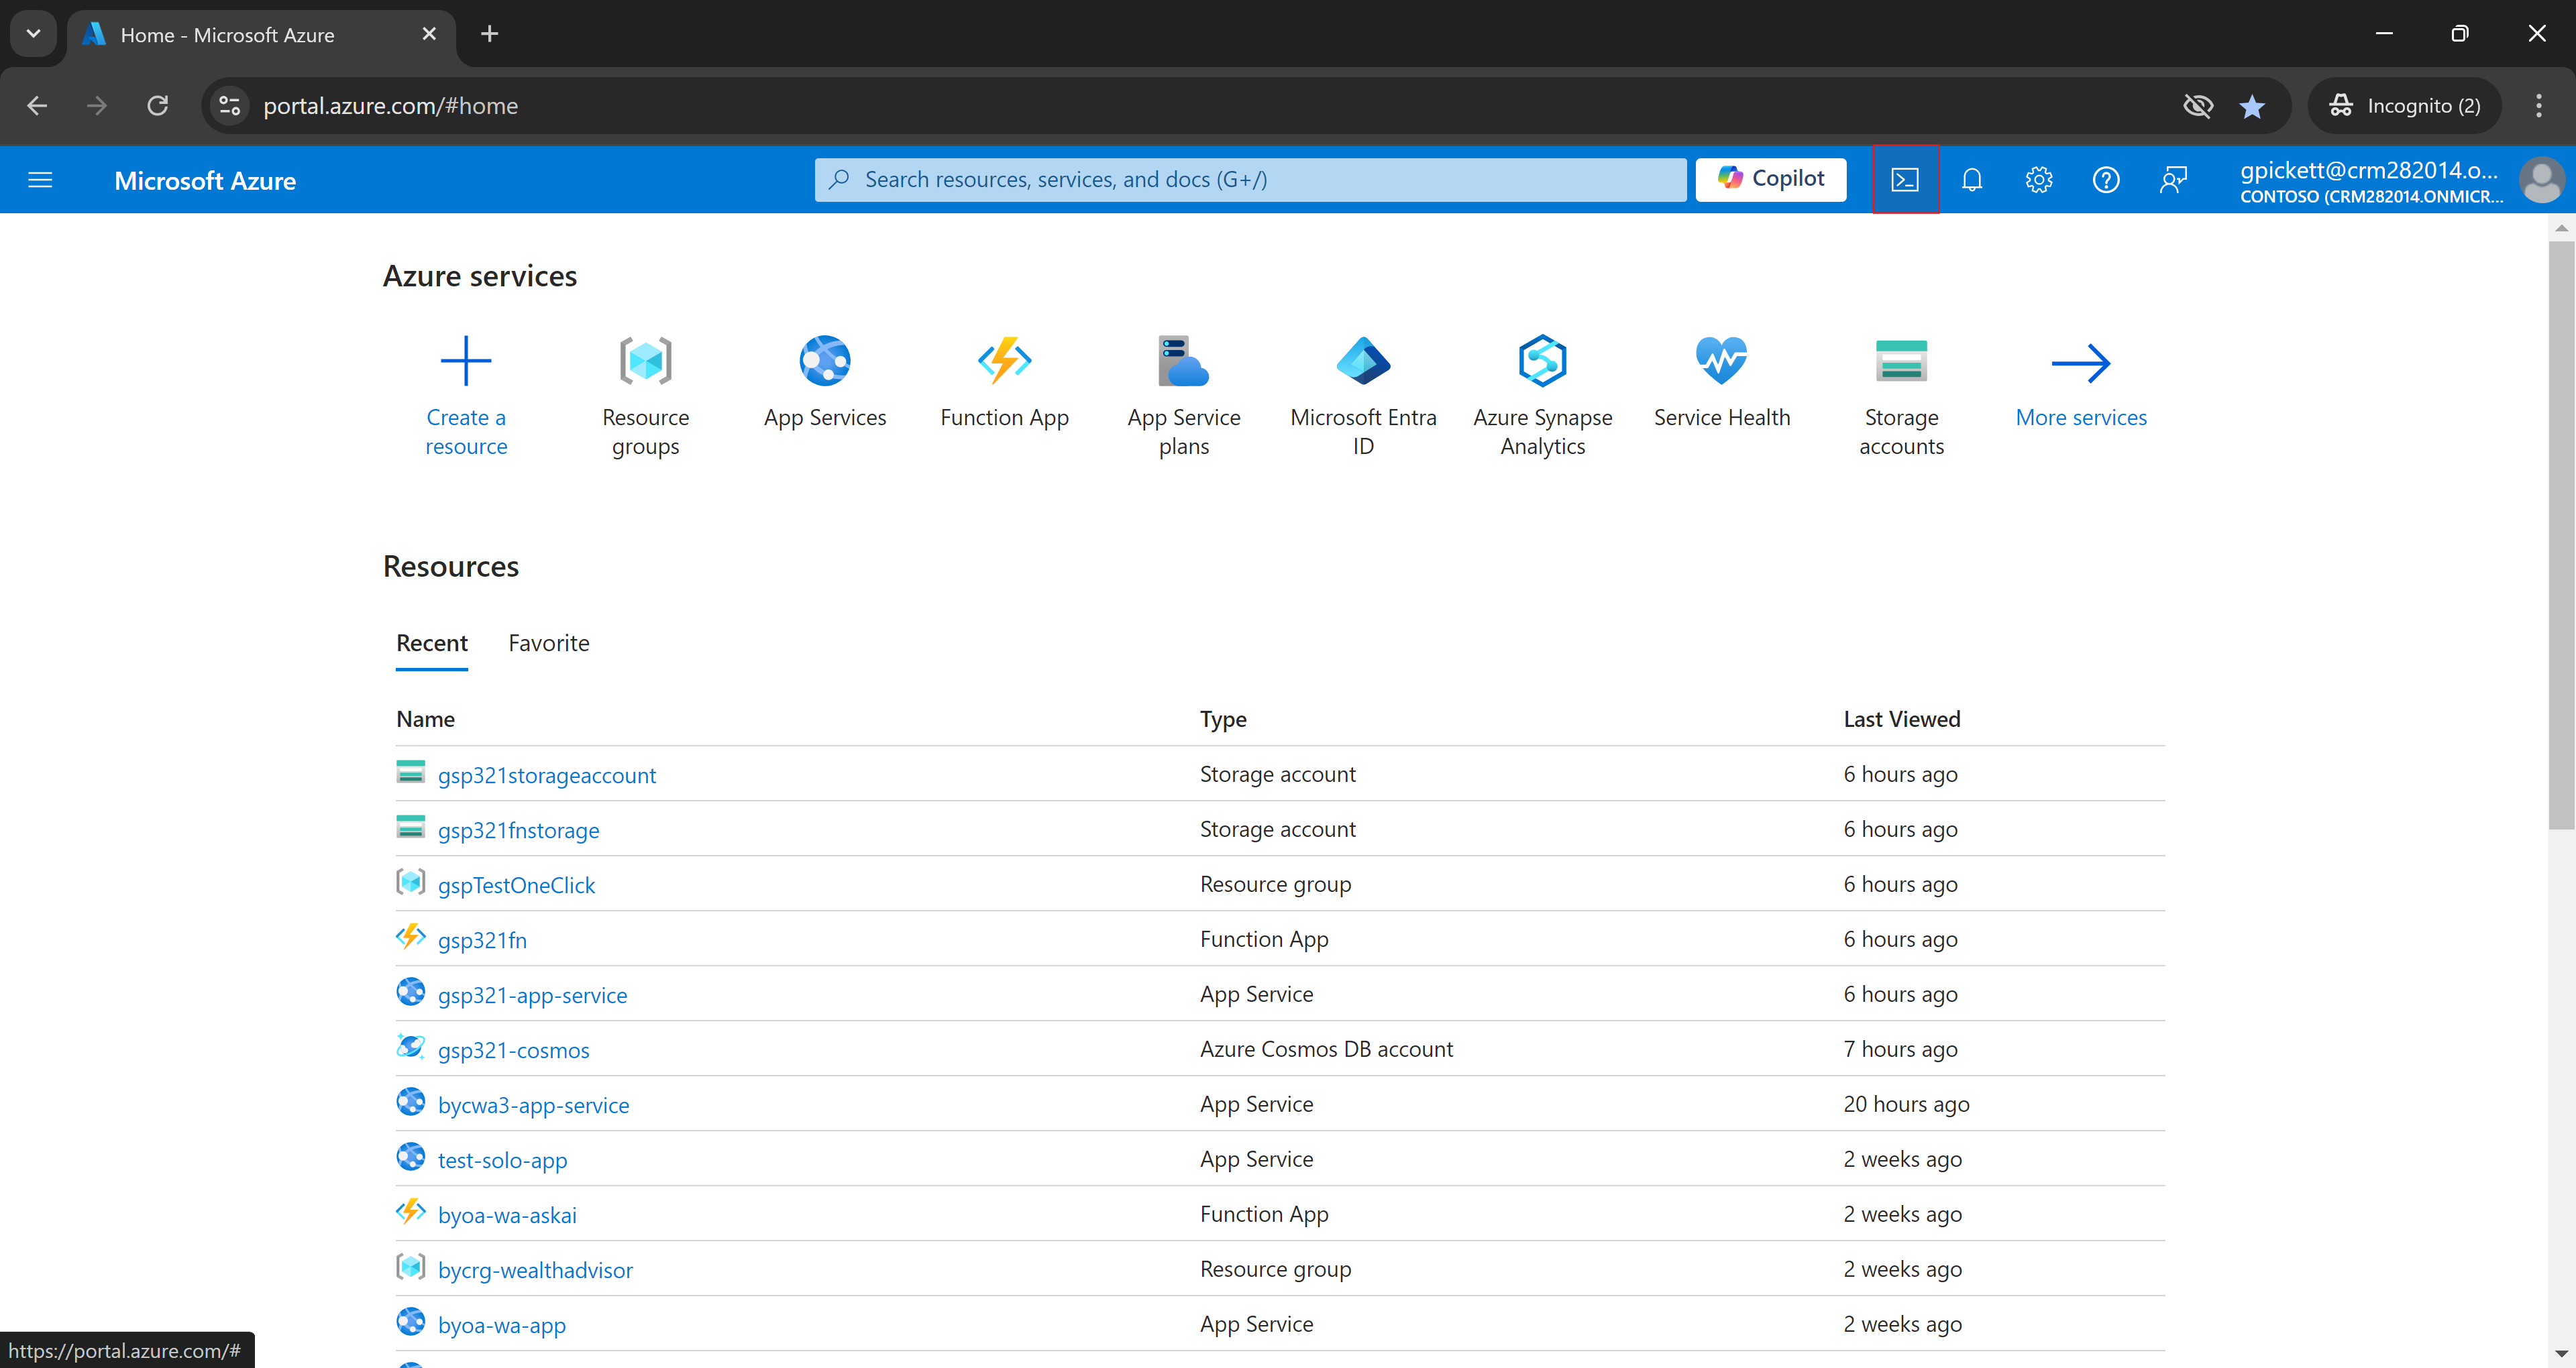 Home - Microsoft Azure
portal.azure.com/#home
Incognito (2)
Microsoft Azure
Search resources, services, and docs (G+/)
Copilot
gpickett@crm282014.o...
CONTOSO (CRM282014.ONMICR...
Azure services
Create a resource
Resource groups
App Services
Function App
App Service plans
Microsoft Entra ID
Azure Synapse Analytics
Service Health
Storage accounts
More services
Resources
Recent Favorite
Name Type Last Viewed
gsp321storageaccount Storage account 6 hours ago
gsp321fnstorage Storage account 6 hours ago
gspTestOneClick Resource group 6 hours ago
gsp321fn Function App 6 hours ago
gsp321-app-service App Service 6 hours ago
gsp321-cosmos Azure Cosmos DB account 7 hours ago
bycwa3-app-service App Service 20 hours ago
test-solo-app App Service 2 weeks ago
byoa-wa-askai Function App 2 weeks ago
bycrg-wealthadvisor Resource group 2 weeks ago
byoa-wa-app App Service 2 weeks ago
https://portal.azure.com/#